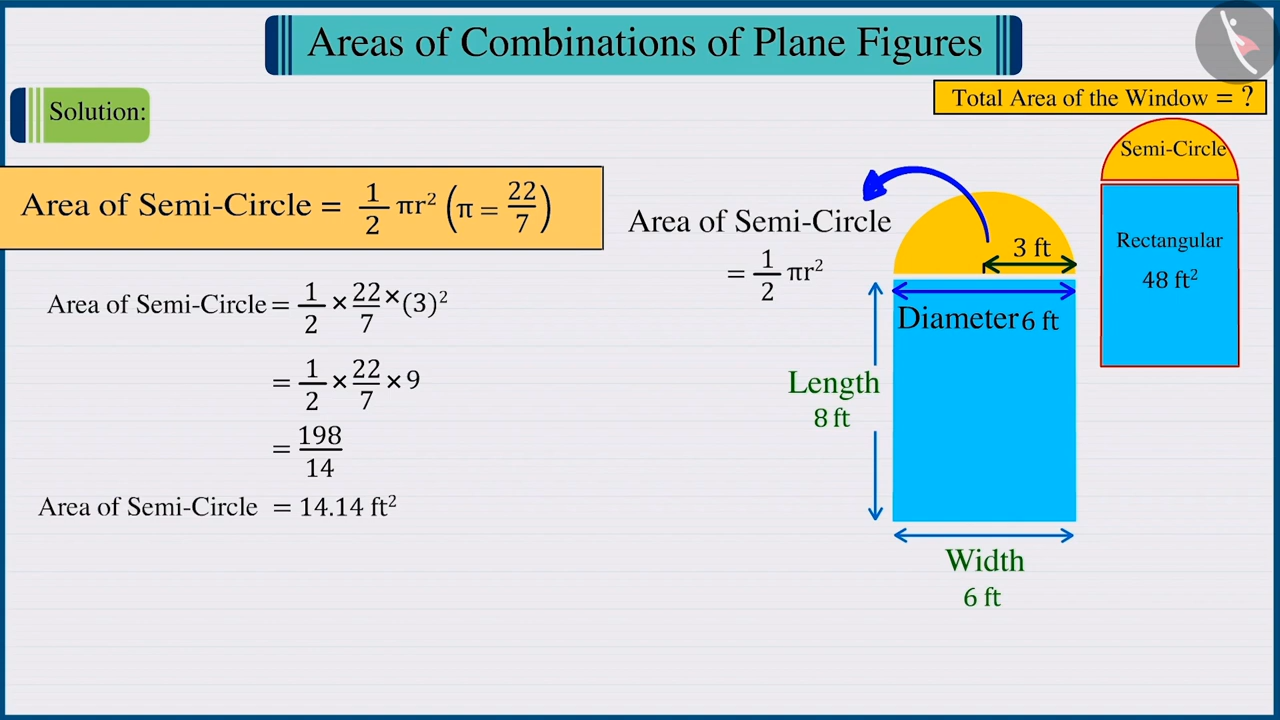 Areas of Combinations of Plane Figures
Solution:
Total Area of the Window = ?
Semi-Circle
Rectangular
48 ft²
Area of Semi-Circle = 1/2 πr² (π = 22/7)
Area of Semi-Circle
= 1/2 πr²
3 ft
Diameter 6 ft
Length
8 ft
Width
6 ft
Area of Semi-Circle = 1/2 × 22/7 × (3)²
= 1/2 × 22/7 × 9
= 198/14
Area of Semi-Circle = 14.14 ft²